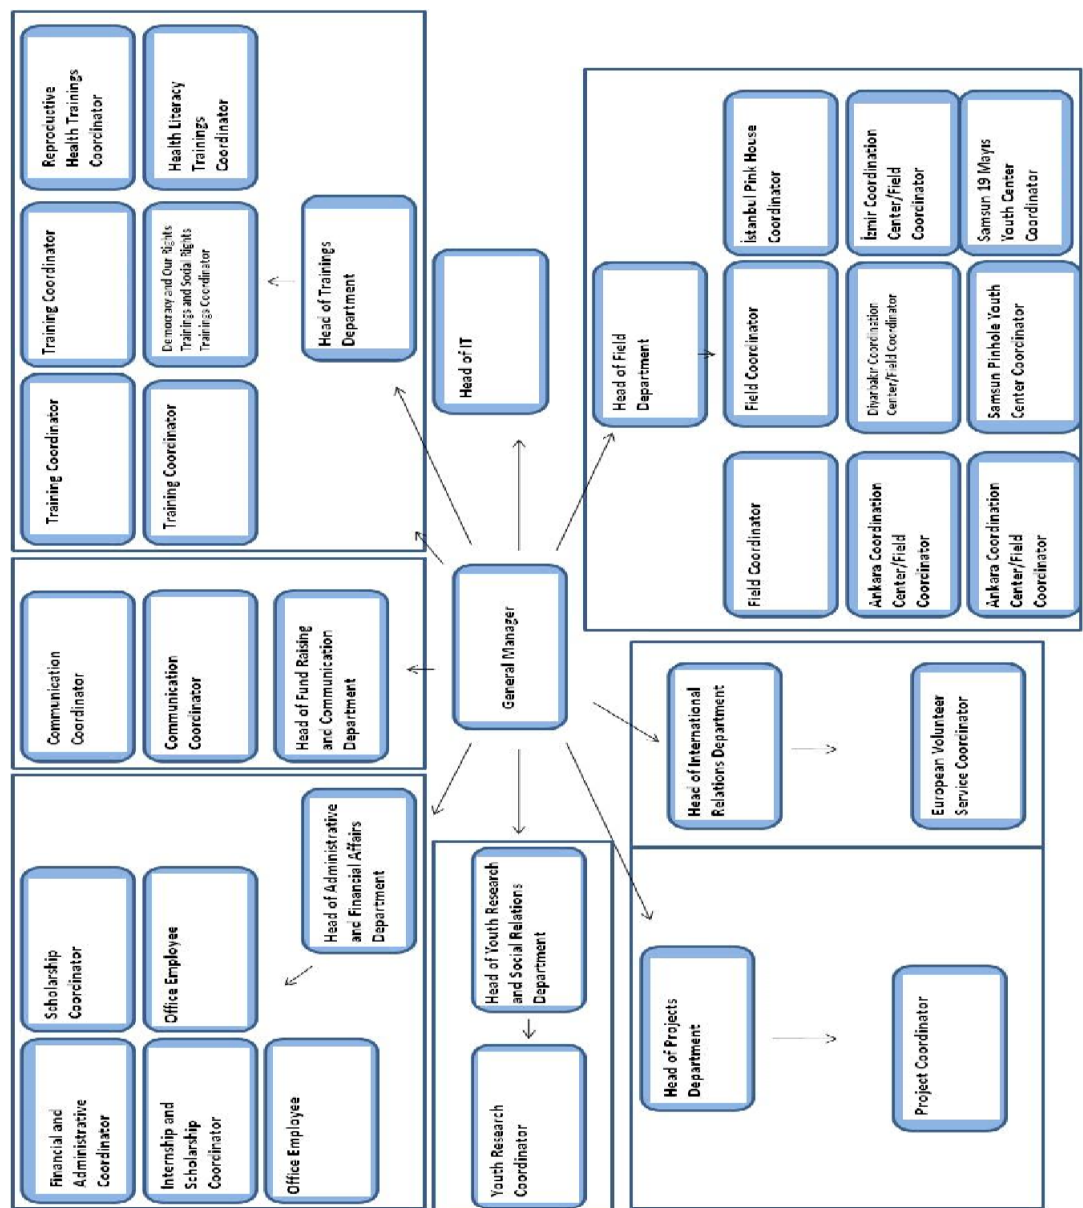 Financial and
Administrative
Coordinator
Scholarship
Coordinator
Communication
Coordinator
Training Coordinator
Training Coordinator
Reproductive
Health Trainings
Coordinator
Internship and
Scholarship
Coordinator
Office Employee
Communication
Coordinator
Training Coordinator
Democracy and Our Rights
Trainings and Social Rights
Trainings Coordinator
Health Literacy
Trainings
Coordinator
Office Employee
Head of Administrative
and Financial Affairs
Department
Head of Fund Raising
and Communication
Department
Head of Trainings
Department
Youth Research
Coordinator
Head of Youth Research
and Social Relations
Department
General Manager
Head of IT
Head of Projects
Department
Head of International
Relations Department
Head of Field
Department
Project Coordinator
European Volunteer
Service Coordinator
Field Coordinator
Field Coordinator
İstanbul Pink House
Coordinator
Ankara Coordination
Center/Field
Coordinator
Diyarbakır Coordination
Center/Field Coordinator
İzmir Coordination
Center/Field
Coordinator
Ankara Coordination
Center/Field
Coordinator
Samsun Pinhole Youth
Center Coordinator
Samsun 19 Mayıs
Youth Center
Coordinator